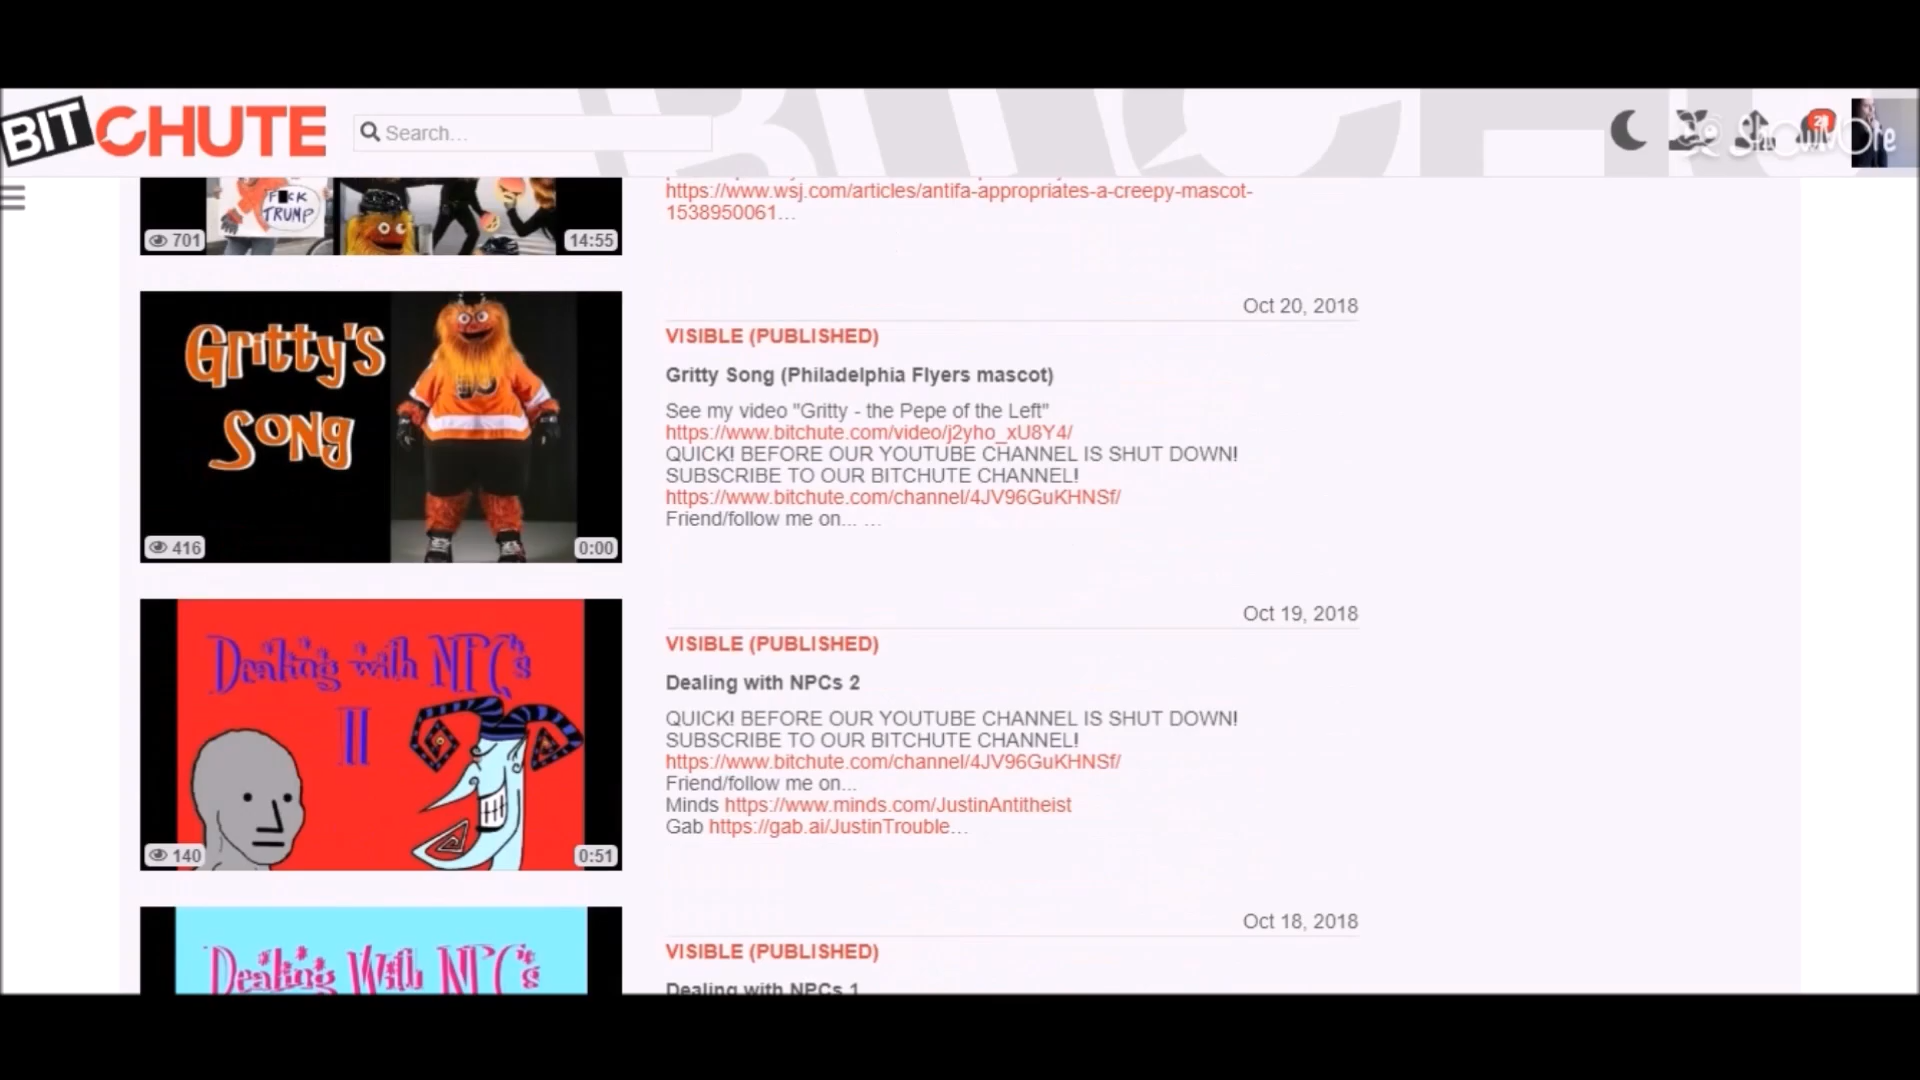 BITCHUTE
Search...
ShowMore
F CK
TRUMP
701
14:55
https://www.wsj.com/articles/antifa-appropriates-a-creepy-mascot-
1538950061...
Oct 20, 2018
Gritty's
Song
416
0:00
VISIBLE (PUBLISHED)
Gritty Song (Philadelphia Flyers mascot)
See my video "Gritty - the Pepe of the Left"
https://www.bitchute.com/video/j2yho_xU8Y4/
QUICK! BEFORE OUR YOUTUBE CHANNEL IS SHUT DOWN!
SUBSCRIBE TO OUR BITCHUTE CHANNEL!
https://www.bitchute.com/channel/4JV96GuKHNSf/
Friend/follow me on... ...
Oct 19, 2018
Dealing with NPC's
II
140
0:51
VISIBLE (PUBLISHED)
Dealing with NPCs 2
QUICK! BEFORE OUR YOUTUBE CHANNEL IS SHUT DOWN!
SUBSCRIBE TO OUR BITCHUTE CHANNEL!
https://www.bitchute.com/channel/4JV96GuKHNSf/
Friend/follow me on...
Minds https://www.minds.com/JustinAntitheist
Gab https://gab.ai/JustinTrouble...
Oct 18, 2018
Dealing With NPC's
VISIBLE (PUBLISHED)
Dealing with NPCs 1